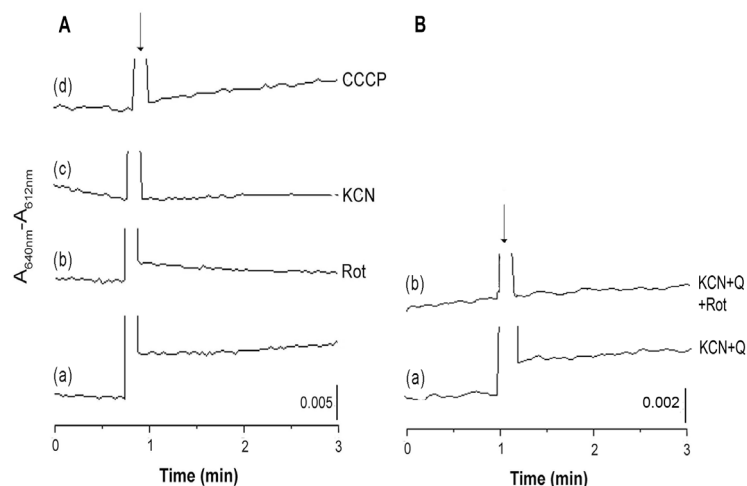 A
B
(d)
CCCP
(c)
KCN
(b)
Rot
(a)
0.005
A640nm-A612nm
0
1
2
3
Time (min)
(b)
KCN+Q
+Rot
(a)
KCN+Q
0.002
0
1
2
3
Time (min)